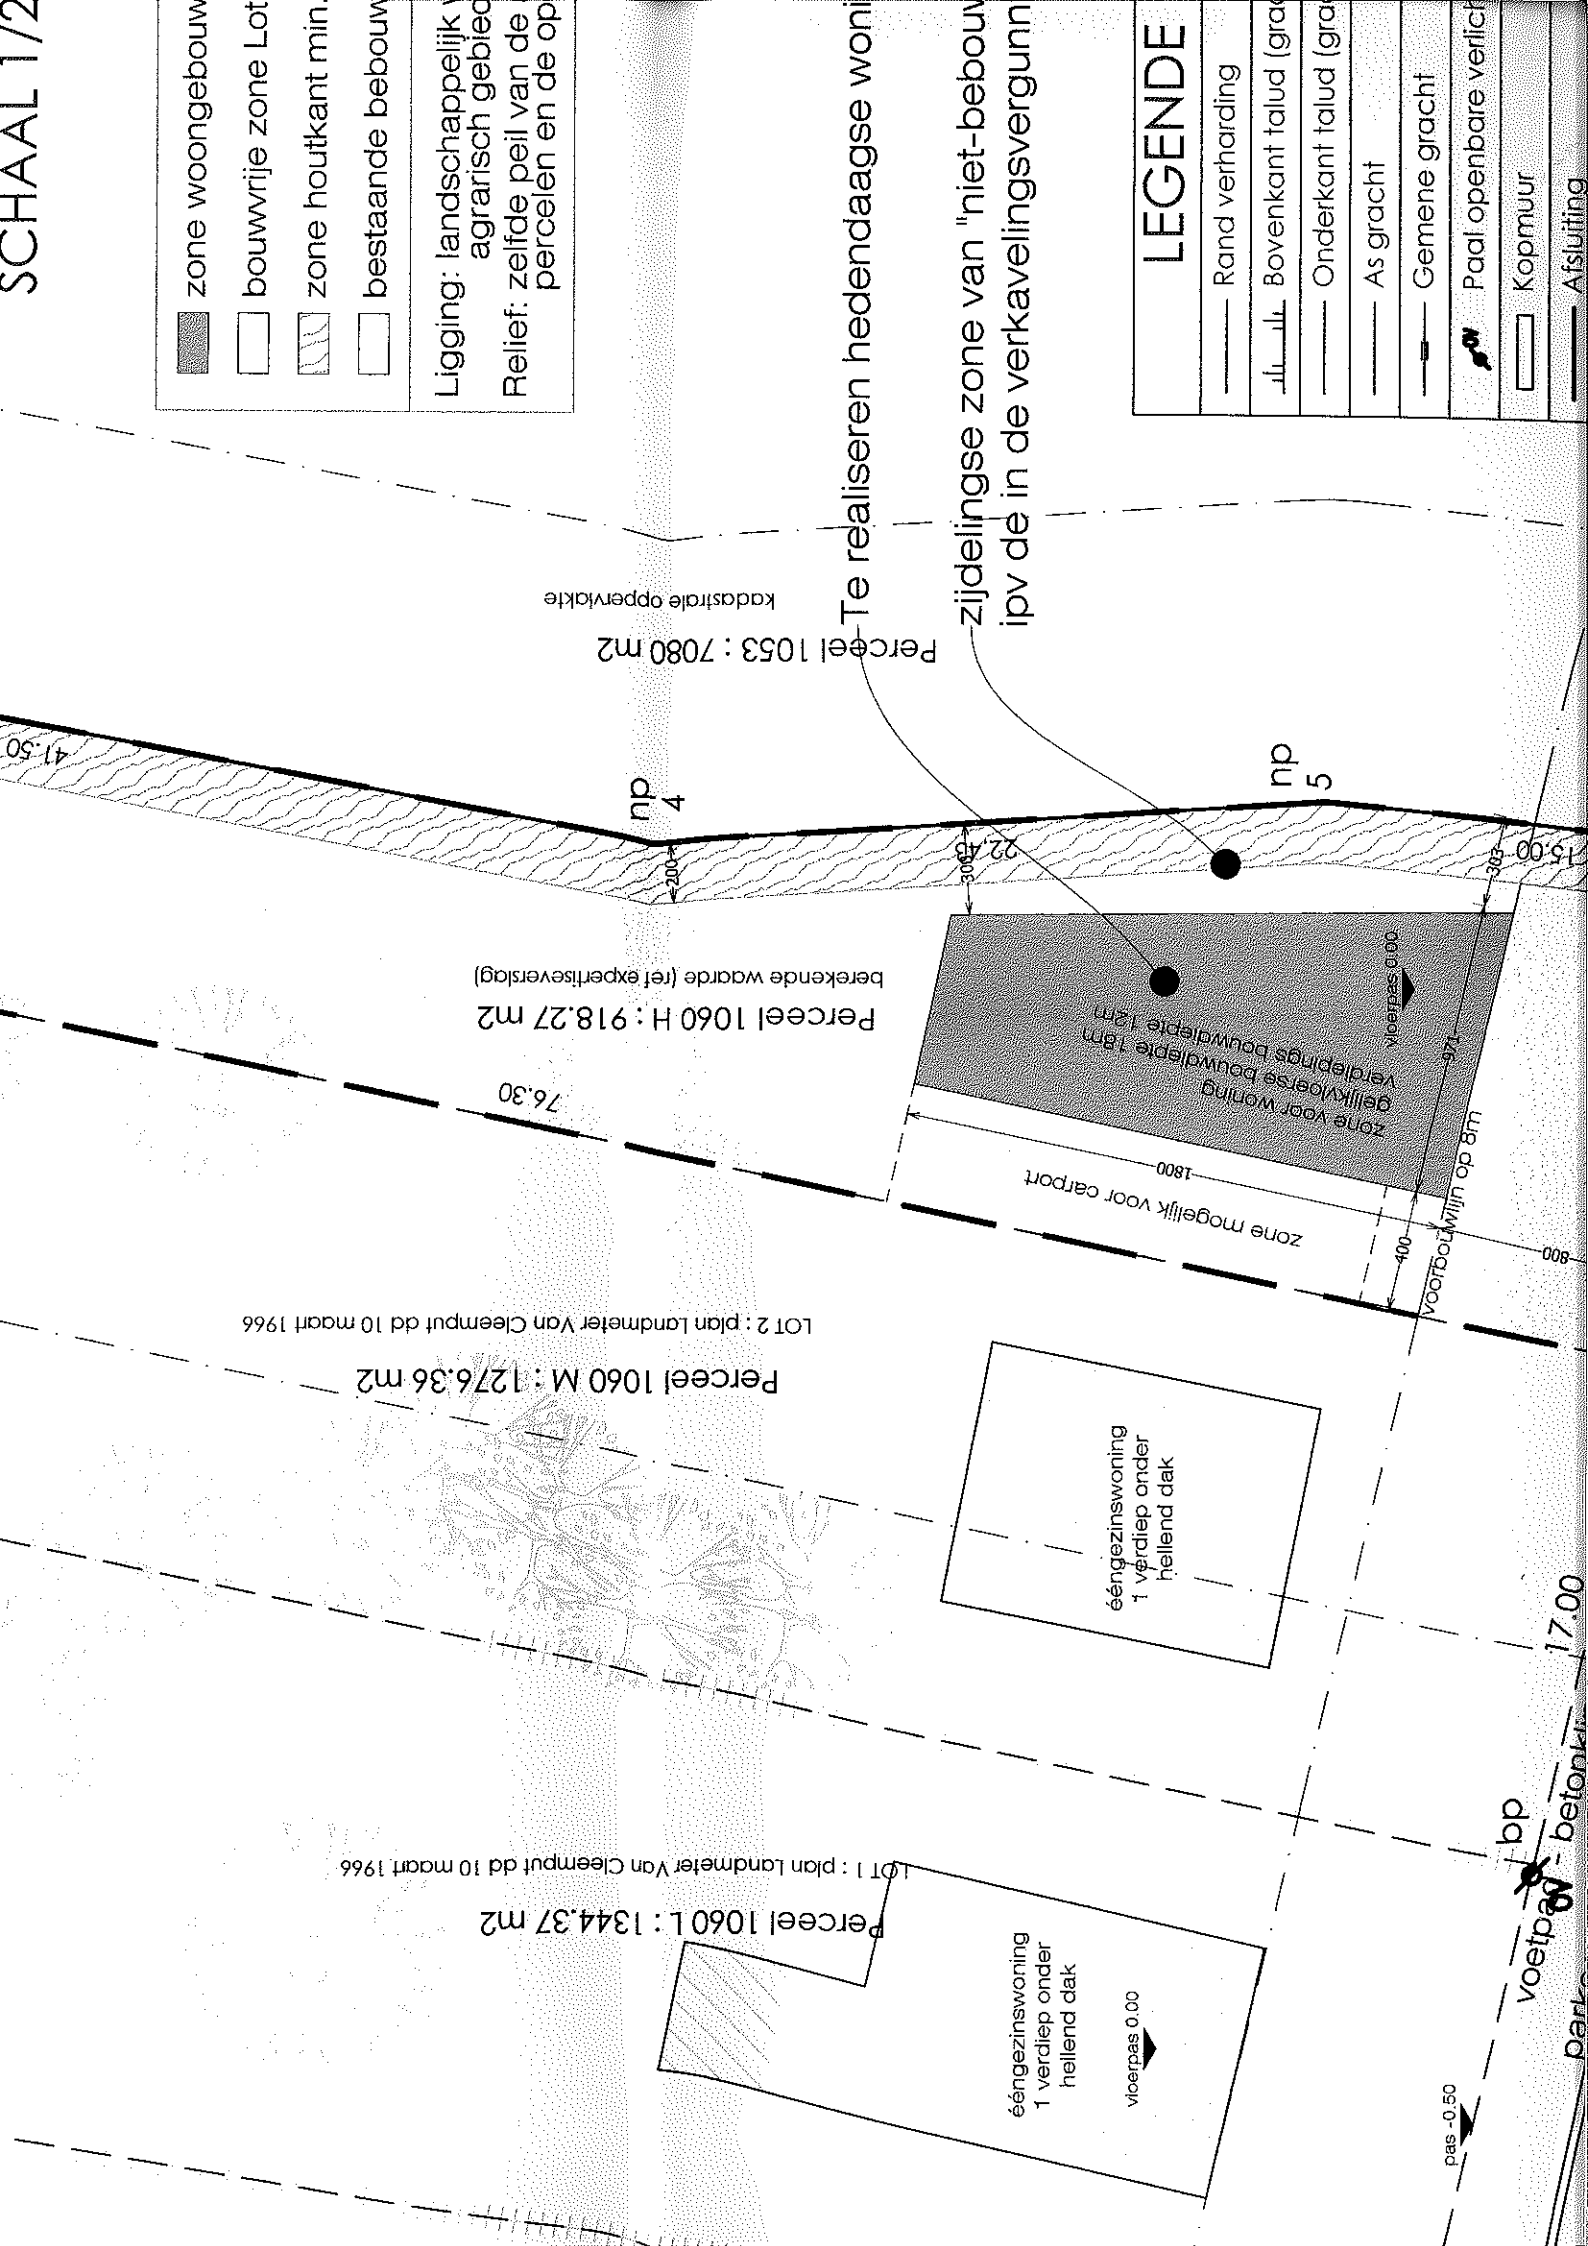 SCHAAL 1/2
zone woongebouw
bouwvrije zone Lot
zone houtkant min.
bestaande bebouw
Ligging: landschappelijk
agrarisch gebied
Relief: zelfde peil van de
percelen en de op
Te realiseren hedendaagse woni
zijdelingse zone van "niet-bebouw
ipv de in de verkavelingsvergunn
LEGENDE
Rand verharding
Bovenkant talud (grac
Onderkant talud (grac
As gracht
Gemene gracht
OV
Paal openbare verlich
Kopmuur
Afsluiting
Perceel 1053 : 7080 m2
kadastrale oppervlakte
41.50
np
4
200
22.43
300
np
5
303
15.00
Perceel 1060 H : 918.27 m2
berekende waarde (ref expertiseverslag)
76.30
zone voor woning
gelijkvloerse bouwdiepte 18m
verdiepings bouwdiepte 12m
vloerpas 0.00
971
1800
zone mogelijk voor carport
400
voorbouwlijn op 8m
800
Perceel 1060 M : 1276.36 m2
LOT 2 : plan Landmeter Van Cleemput dd 10 maart 1966
ééngezinswoning
1 verdiep onder
hellend dak
17.00
Perceel 1060 L : 1344.37 m2
LOT 1 : plan Landmeter Van Cleemput dd 10 maart 1966
ééngezinswoning
1 verdiep onder
hellend dak
vloerpas 0.00
bp
OV
voetpad - betonkl
pas -0.50